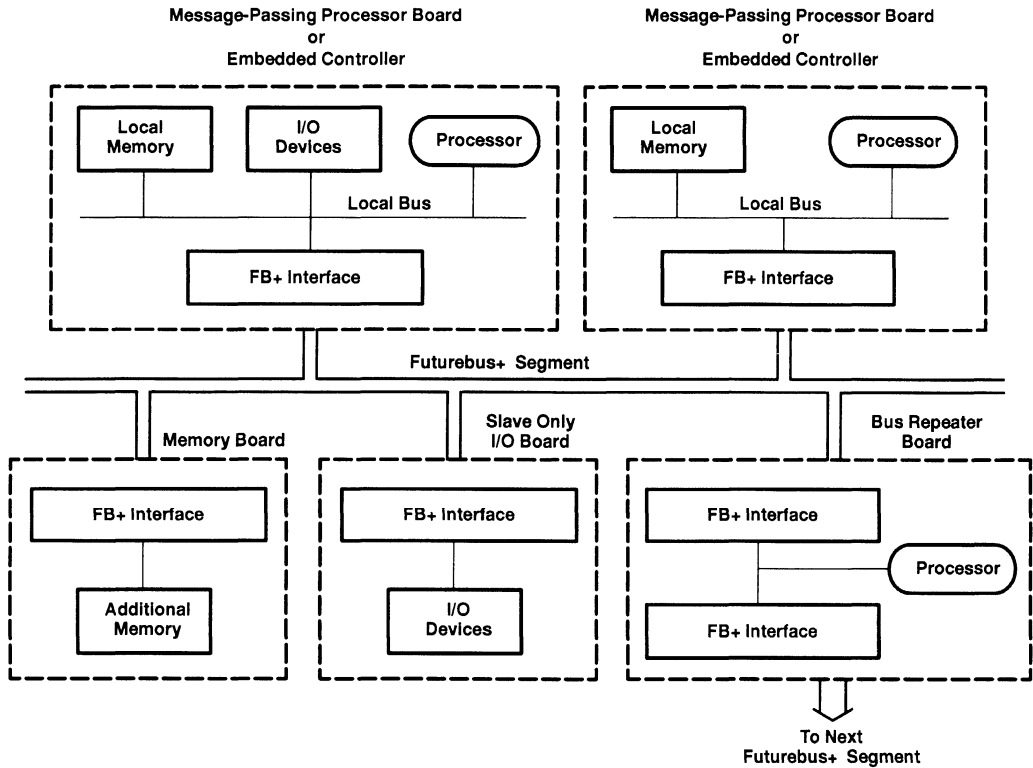 Message-Passing Processor Board
or
Embedded Controller
Message-Passing Processor Board
or
Embedded Controller
Local
Memory
I/O
Devices
Processor
Local Bus
FB+ Interface
Local
Memory
Processor
Local Bus
FB+ Interface
Futurebus+ Segment
Memory Board
Slave Only
I/O Board
Bus Repeater
Board
FB+ Interface
Additional
Memory
FB+ Interface
I/O
Devices
FB+ Interface
Processor
FB+ Interface
To Next
Futurebus+ Segment